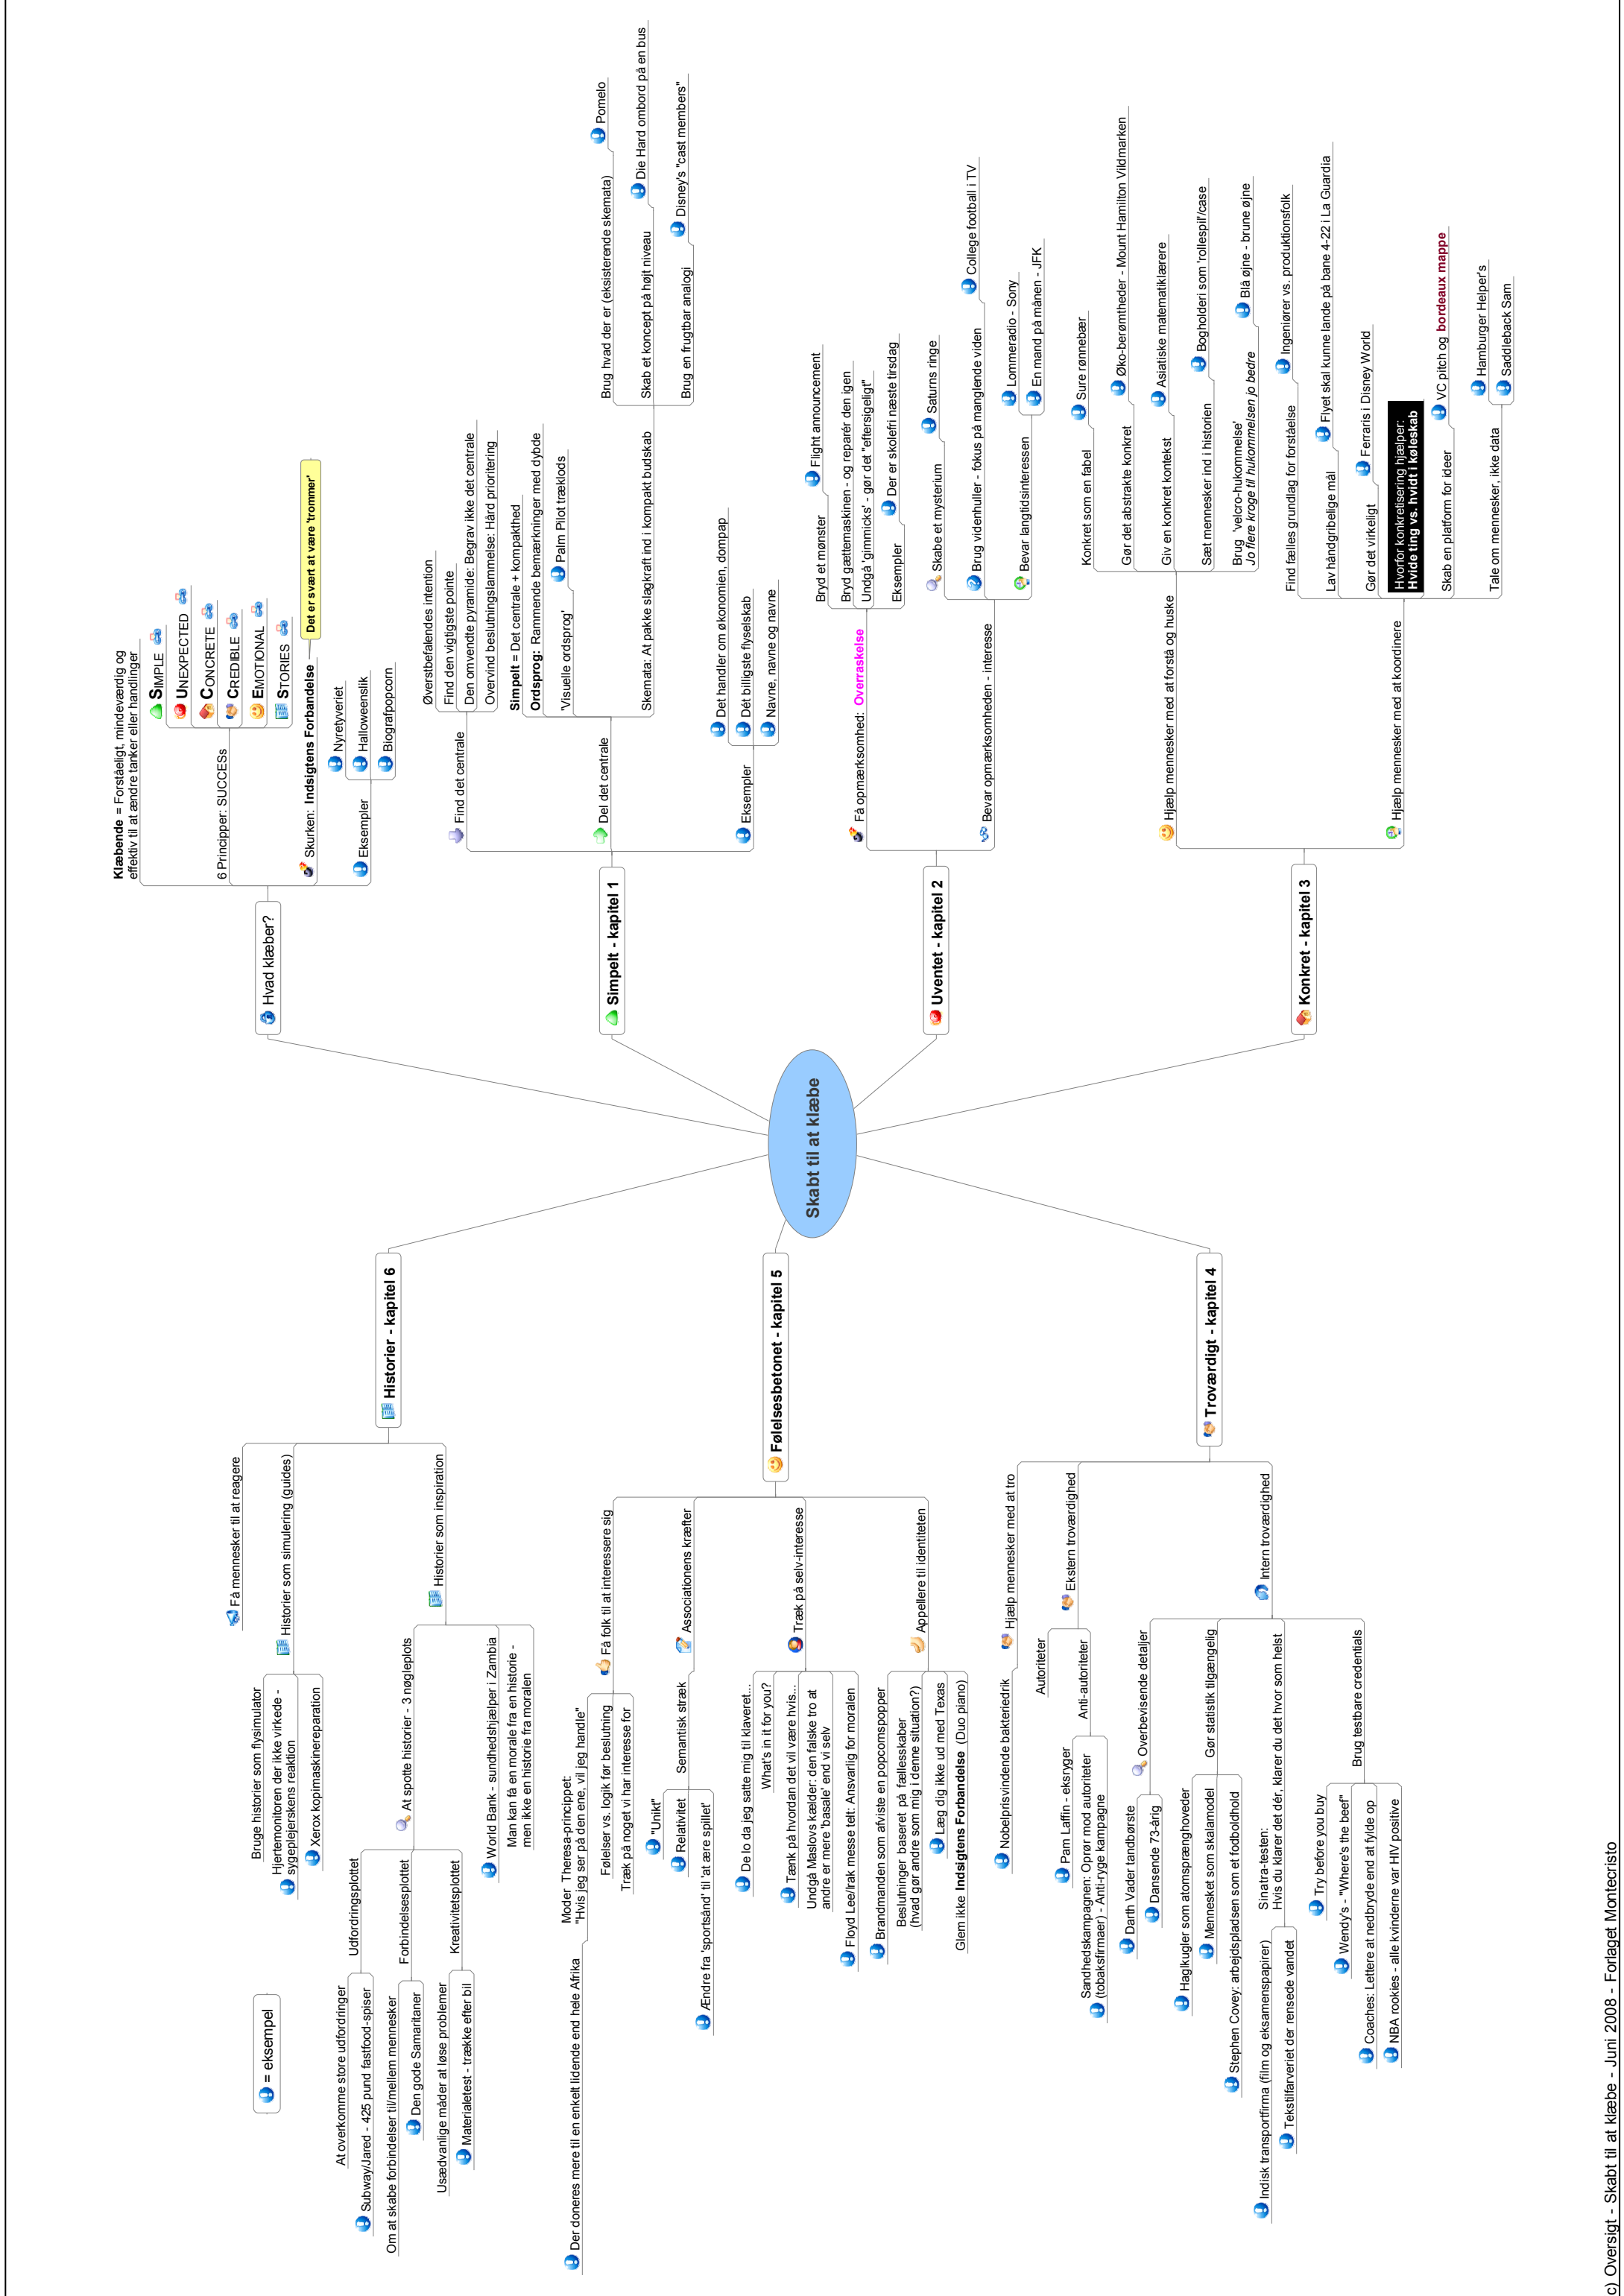 Skabt til at klæbe
Hvad klæber?
Klæbende = Forståeligt, mindeværdig og
effektiv til at ændre tanker eller handlinger
6 Principper: SUCCESs
SIMPLE
UNEXPECTED
CONCRETE
CREDIBLE
EMOTIONAL
STORIES
Skurken: Indsigtens Forbandelse
Det er svært at være 'trommer'
Eksempler
Nyretyveriet
Halloweenslik
Biografpopcorn
Simpelt - kapitel 1
Find det centrale
Øverstbefalendes intention
Find den vigtigste pointe
Den omvendte pyramide: Begrav ikke det centrale
Overvind beslutningslammelse: Hård prioritering
Del det centrale
Simpelt = Det centrale + kompakthed
Ordsprog: Rammende bemærkninger med dybde
'Visuelle ordsprog'
Palm Pilot træklods
Skemata: At pakke slagkraft ind i kompakt budskab
Brug hvad der er (eksisterende skemata)
Pomelo
Skab et koncept på højt niveau
Die Hard ombord på en bus
Brug en frugtbar analogi
Disney's "cast members"
Eksempler
Det handler om økonomien, dompap
Dét billigste flyselskab
Navne, navne og navne
Uventet - kapitel 2
Få opmærksomhed: Overraskelse
Bryd et mønster
Flight announcement
Bryd gættemaskinen - og reparér den igen
Undgå 'gimmicks' - gør det "eftersigeligt"
Eksempler
Der er skolefri næste tirsdag
Bevar opmærksomheden - interesse
Skabe et mysterium
Saturns ringe
Brug videnhuller - fokus på manglende viden
College football i TV
Bevar langtidsinteressen
Lommeradio - Sony
En mand på månen - JFK
Konkret - kapitel 3
Hjælp mennesker med at forstå og huske
Konkret som en fabel
Sure rønnebær
Gør det abstrakte konkret
Øko-berømtheder - Mount Hamilton Vildmarken
Giv en konkret kontekst
Asiatiske matematiklærere
Sæt mennesker ind i historien
Bogholderi som 'rollespil'/case
Brug 'velcro-hukommelse'
Jo flere kroge til hukommelsen jo bedre
Blå øjne - brune øjne
Hjælp mennesker med at koordinere
Find fælles grundlag for forståelse
Ingeniører vs. produktionsfolk
Lav håndgribelige mål
Flyet skal kunne lande på bane 4-22 i La Guardia
Gør det virkeligt
Ferraris i Disney World
Hvorfor konkretisering hjælper:
Hvide ting vs. hvidt i køleskab
Skab en platform for ideer
VC pitch og bordeaux mappe
Tale om mennesker, ikke data
Hamburger Helper's
Saddleback Sam
Historier - kapitel 6
Få mennesker til at reagere
Historier som simulering (guides)
Bruge historier som flysimulator
Hjertemonitoren der ikke virkede -
sygeplejerskens reaktion
Xerox kopimaskinereparation
Historier som inspiration
At spotte historier - 3 nøgleplots
Udfordringsplottet
At overkomme store udfordringer
Subway/Jared - 425 pund fastfood-spiser
Forbindelsesplottet
Om at skabe forbindelser til/mellem mennesker
Den gode Samaritaner
Kreativitetsplottet
Usædvanlige måder at løse problemer
Materialetest - trække efter bil
World Bank - sundhedshjælper i Zambia
Man kan få en morale fra en historie -
men ikke en historie fra moralen
= eksempel
Følelsesbetonet - kapitel 5
Få folk til at interessere sig
Moder Theresa-princippet:
"Hvis jeg ser på den ene, vil jeg handle"
Der doneres mere til en enkelt lidende end hele Afrika
Følelser vs. logik før beslutning
Træk på noget vi har interesse for
Associationens kræfter
Semantisk stræk
"Unikt"
Relativitet
Ændre fra 'sportsånd' til 'at ære spillet'
Træk på selv-interesse
De lo da jeg satte mig til klaveret...
What's in it for you?
Tænk på hvordan det vil være hvis...
Undgå Maslovs kælder: den falske tro at
andre er mere 'basale' end vi selv
Floyd Lee/Irak messe telt: Ansvarlig for moralen
Appellere til identiteten
Brandmanden som afviste en popcornspopper
Beslutninger baseret på fællesskaber
(hvad gør andre som mig i denne situation?)
Læg dig ikke ud med Texas
Glem ikke Indsigtens Forbandelse (Duo piano)
Troværdigt - kapitel 4
Hjælp mennesker med at tro
Nobelprisvindende bakteriedrik
Ekstern troværdighed
Autoriteter
Anti-autoriteter
Pam Laffin - eksryger
Sandhedskampagnen: Oprør mod autoriteter
(tobaksfirmaer) - Anti-ryge kampagne
Intern troværdighed
Overbevisende detaljer
Darth Vader tandbørste
Dansende 73-årig
Gør statistik tilgængelig
Haglkugler som atomsprænghoveder
Mennesket som skalamodel
Stephen Covey: arbejdspladsen som et fodboldhold
Sinatra-testen:
Hvis du klarer det dér, klarer du det hvor som helst
Indisk transportfirma (film og eksamenspapirer)
Tekstilfarveriet der rensede vandet
Brug testbare credentials
Try before you buy
Wendy's - "Where's the beef"
Coaches: Lettere at nedbryde end at fylde op
NBA rookies - alle kvinderne var HIV positive
c) Oversigt - Skabt til at klæbe - Juni 2008 - Forlaget Montecristo